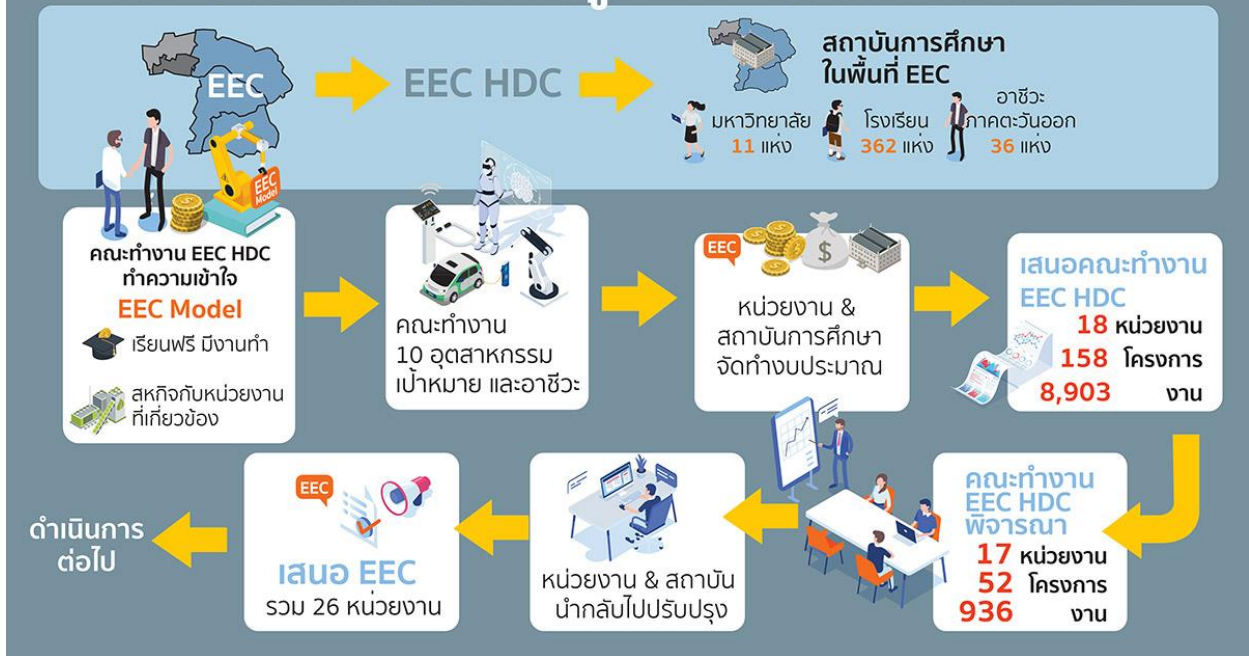 EEC
EEC HDC
สถาบันการศึกษา
ในพื้นที่ EEC
มหาวิทยาลัย
11 แห่ง
โรงเรียน
362 แห่ง
อาชีวะ
ภาคตะวันออก
36 แห่ง
EEC
Model
คณะทำงาน EEC HDC
ทำความเข้าใจ
EEC Model
เรียนฟรี มีงานทำ
สหกิจกับหน่วยงาน
ที่เกี่ยวข้อง
คณะทำงาน
10 อุตสาหกรรม
เป้าหมาย และอาชีวะ
EEC
$
หน่วยงาน &
สถาบันการศึกษา
จัดทำงบประมาณ
เสนอคณะทำงาน
EEC HDC
18 หน่วยงาน
158 โครงการ
8,903 งาน
คณะทำงาน
EEC HDC
พิจารณา
17 หน่วยงาน
52 โครงการ
936 งาน
หน่วยงาน & สถาบัน
นำกลับไปปรับปรุง
EEC
เสนอ EEC
รวม 26 หน่วยงาน
ดำเนินการ
ต่อไป